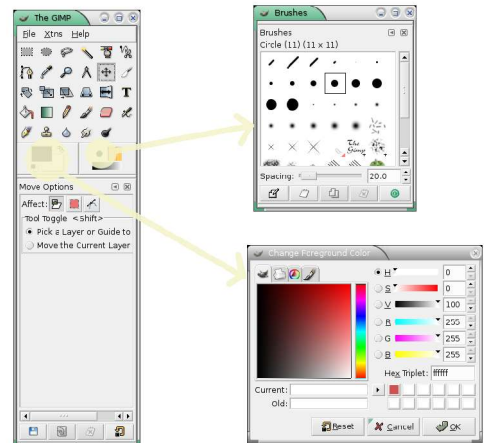 The GIMP
File Xtns Help
Move Options
Affect:
Tool Toggle <Shift>
Pick a Layer or Guide to
Move the Current Layer
Brushes
Brushes
Circle (11) (11 x 11)
The
Gimp
Spacing: 20.0
Change Foreground Color
H 0
S 0
V 100
R 255
G 255
B 255
Hex Triplet: ffffff
Current:
Old:
Reset Cancel OK